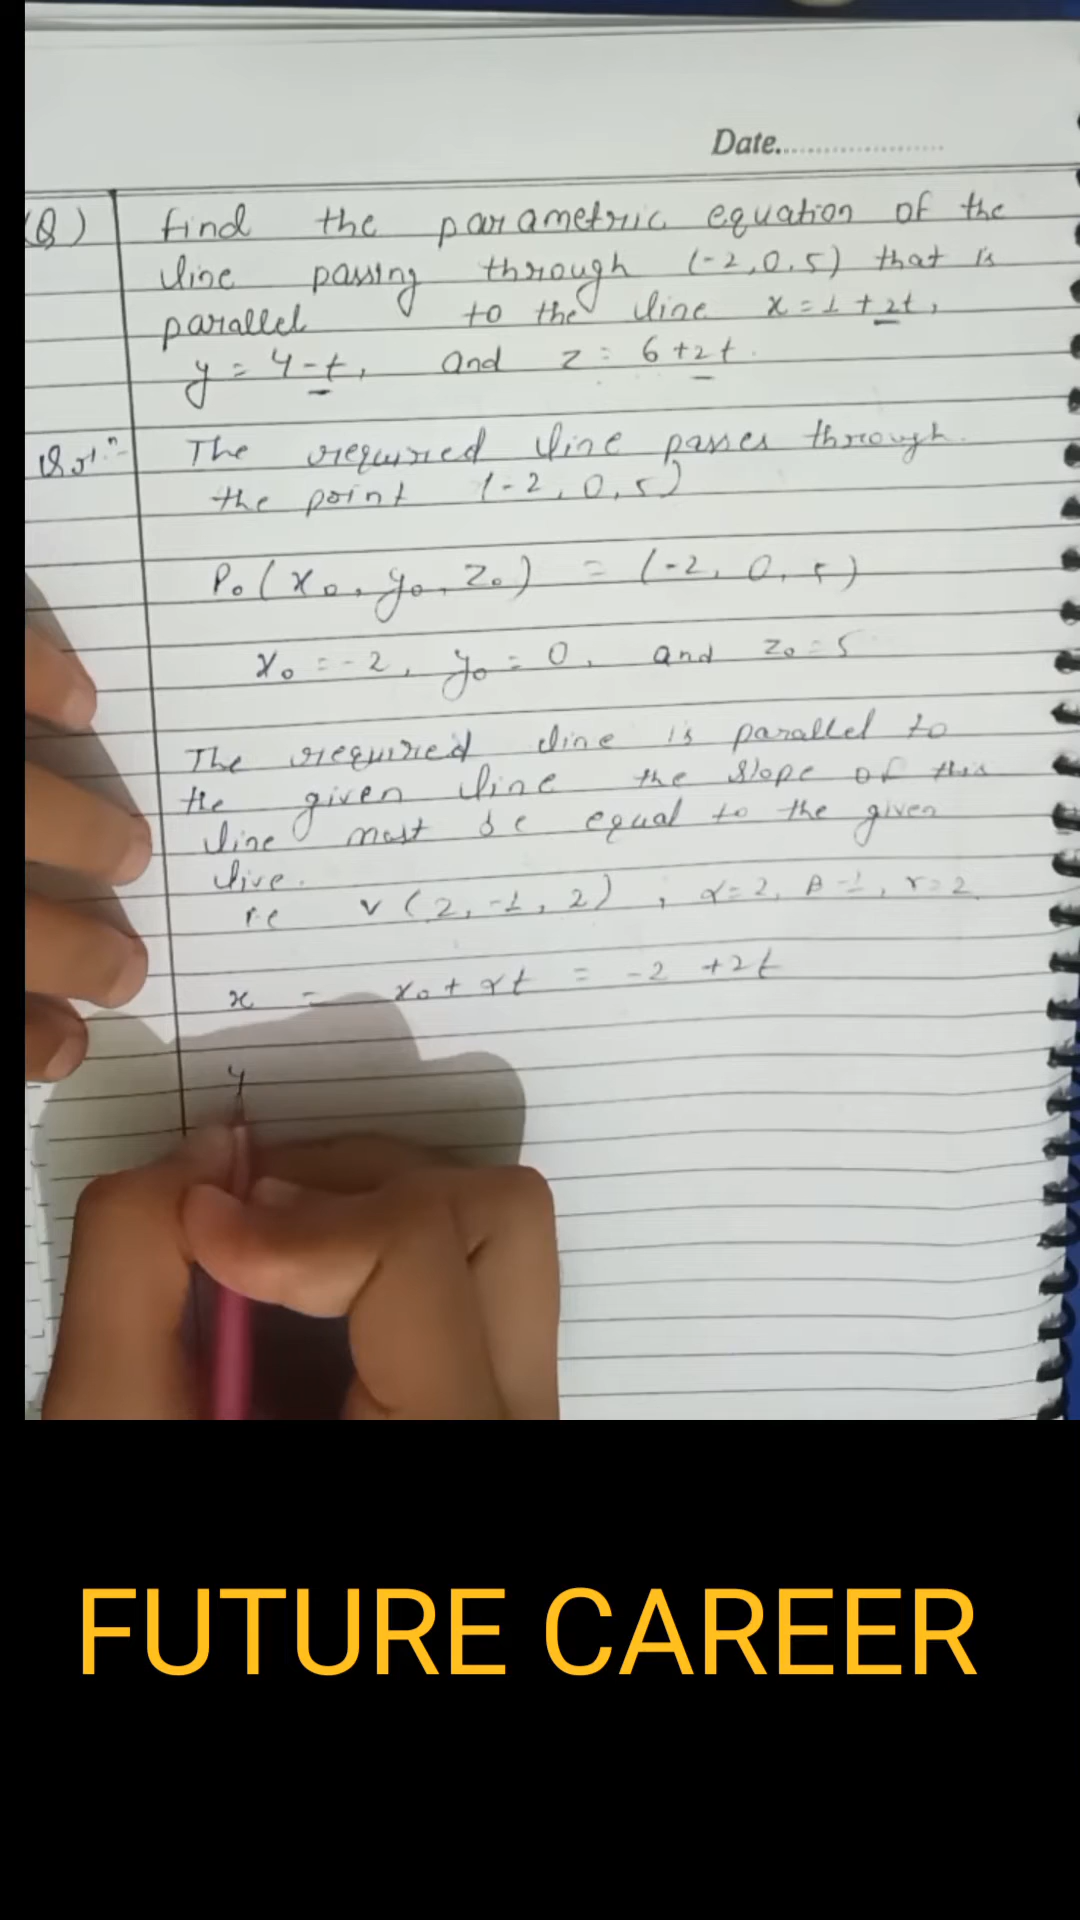 Date....................
(Q) find the parametric equation of the
line passing through (-2,0,5) that is
parallel to the line x=1+2t,
y=4-t, and z=6+2t.
Solⁿ:- The required line passes through.
the point (-2,0,5)
P₀(x₀,y₀,z₀) = (-2,0,5)
x₀=-2, y₀=0, and z₀=5
The required line is parallel to
the given line the slope of this
line must be equal to the given
live.
i.e v(2,-1,2), α=2, β=-1, r=2
x = x₀+αt = -2+2t
y
FUTURE CAREER